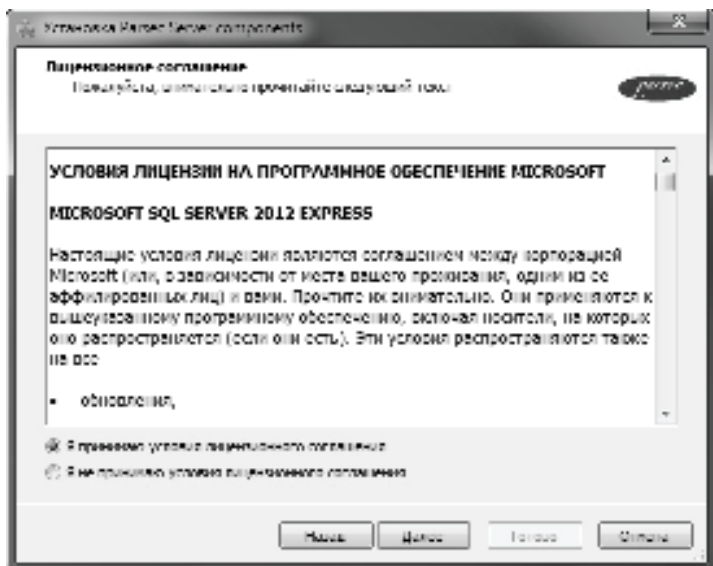 Установка Parsec Server components
Лицензионное соглашение
Пожалуйста, внимательно прочитайте следующий текст
parsec
УСЛОВИЯ ЛИЦЕНЗИИ НА ПРОГРАММНОЕ ОБЕСПЕЧЕНИЕ MICROSOFT
MICROSOFT SQL SERVER 2012 EXPRESS
Настоящие условия лицензии являются соглашением между корпорацией
Microsoft (или, в зависимости от места вашего проживания, одним из ее
аффилированных лиц) и вами. Прочтите их внимательно. Они применяются к
вышеуказанному программному обеспечению, включая носители, на которых
оно распространяется (если они есть). Эти условия распространяются также
на все
• обновления,
Я принимаю условия лицензионного соглашения
Я не принимаю условия лицензионного соглашения
Назад Далее Готово Отмена